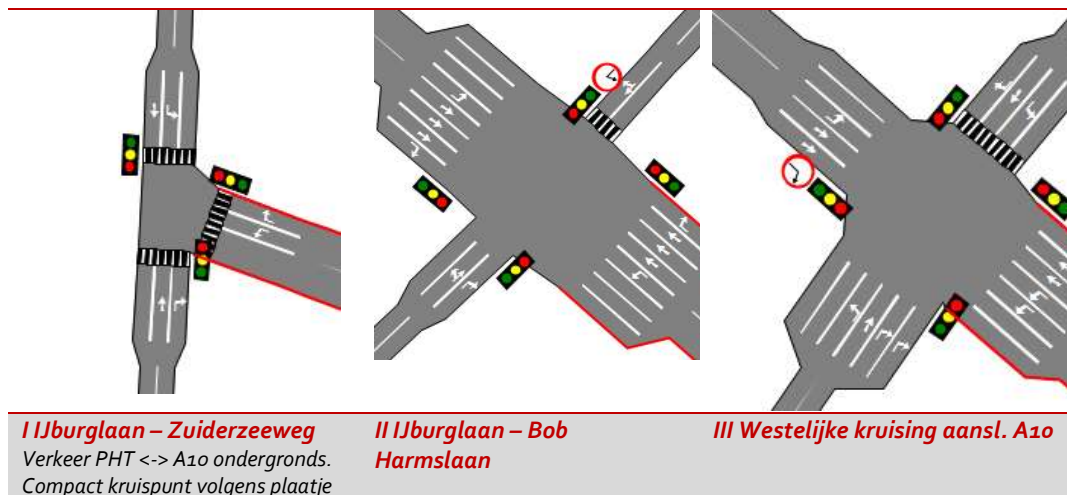 I IJburglaan – Zuiderzeeweg
Verkeer PHT <-> A10 ondergronds.
Compact kruispunt volgens plaatje
II IJburglaan – Bob
Harmslaan
III Westelijke kruising aansl. A10